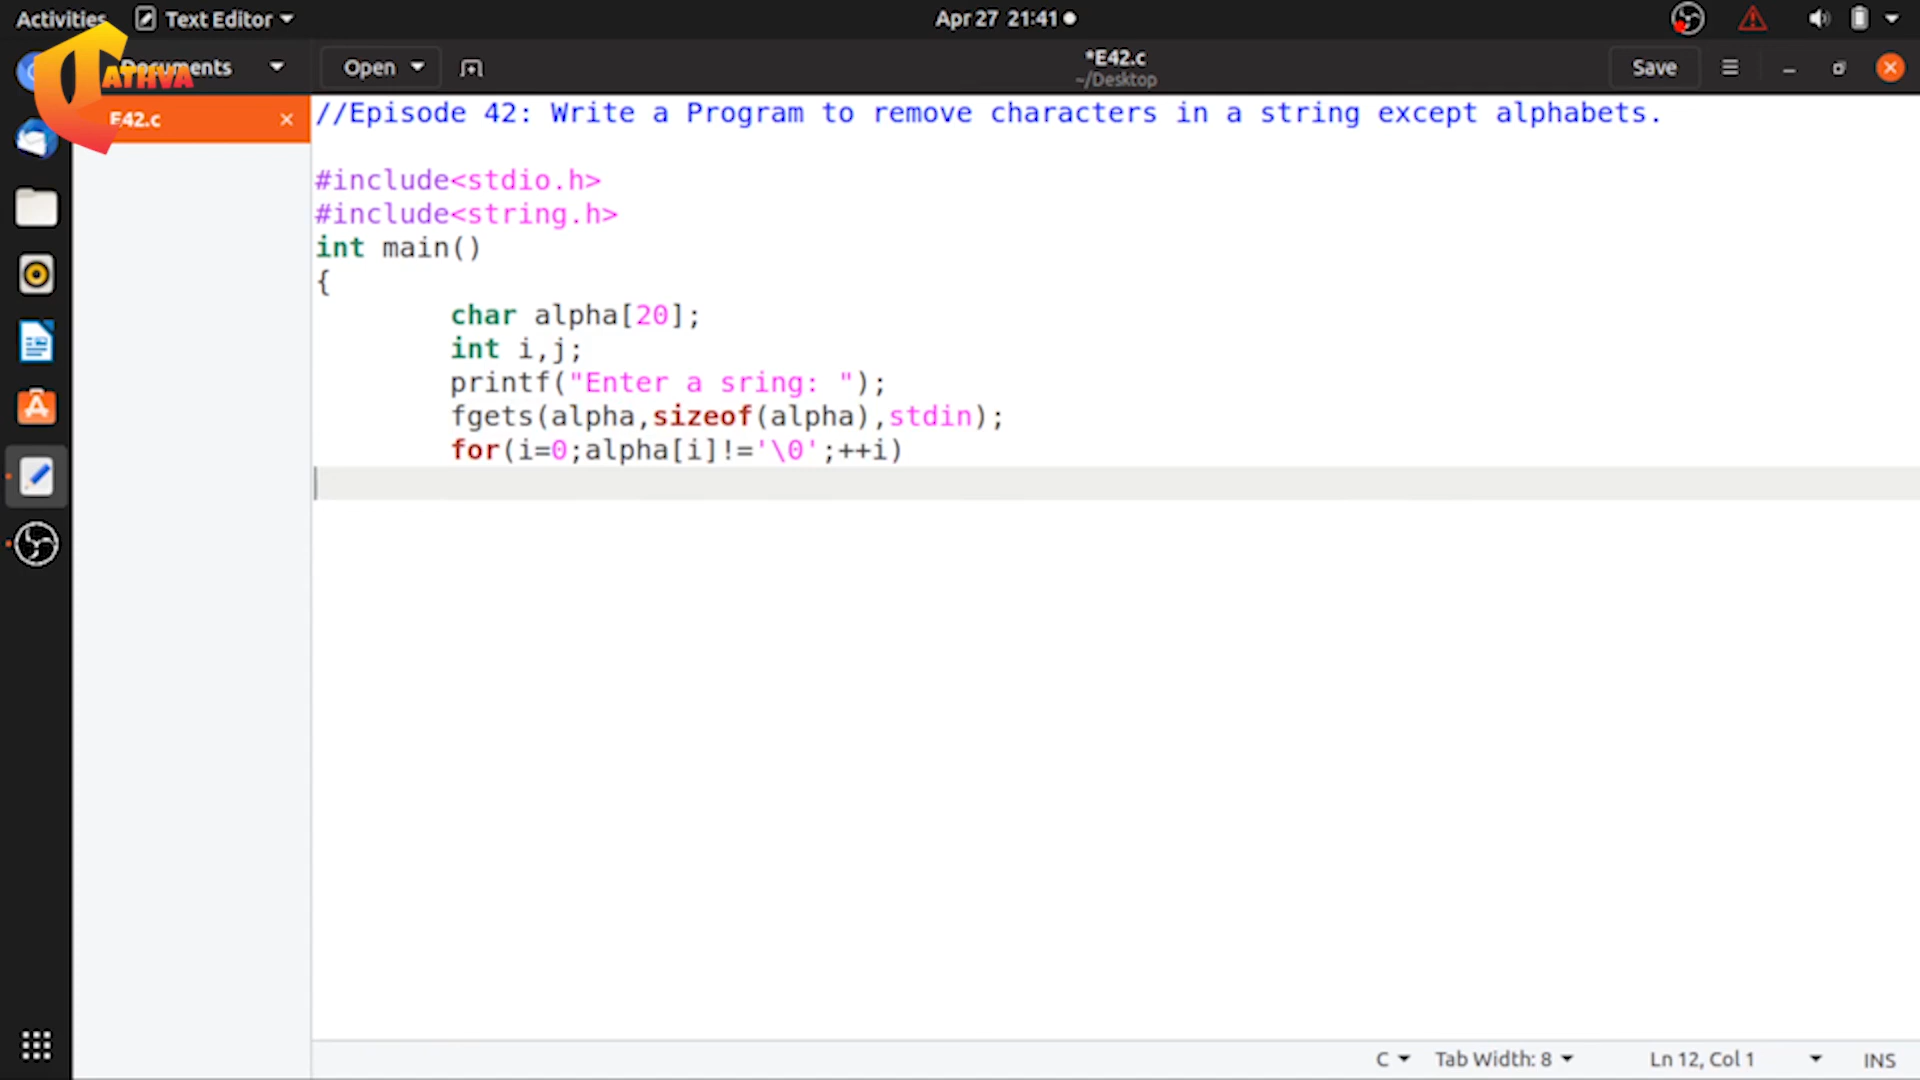 Activities Text Editor Apr 27 21:41
Documents Open *E42.c Save
~/Desktop
TATHVA
E42.c
//Episode 42: Write a Program to remove characters in a string except alphabets.
#include<stdio.h>
#include<string.h>
int main()
{
char alpha[20];
int i,j;
printf("Enter a sring: ");
fgets(alpha,sizeof(alpha),stdin);
for(i=0;alpha[i]!='\0';++i)
C Tab Width: 8 Ln 12, Col 1 INS